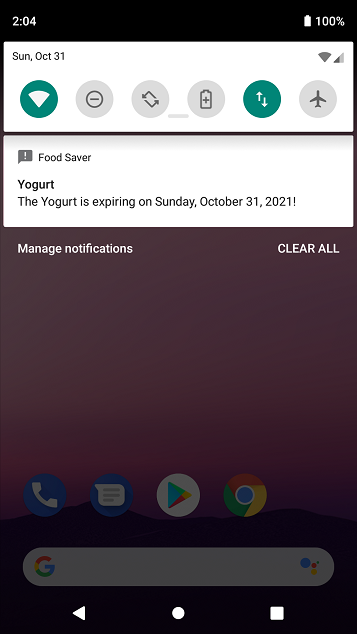 2:04
100%
Sun, Oct 31
Food Saver
Yogurt
The Yogurt is expiring on Sunday, October 31, 2021!
Manage notifications
CLEAR ALL